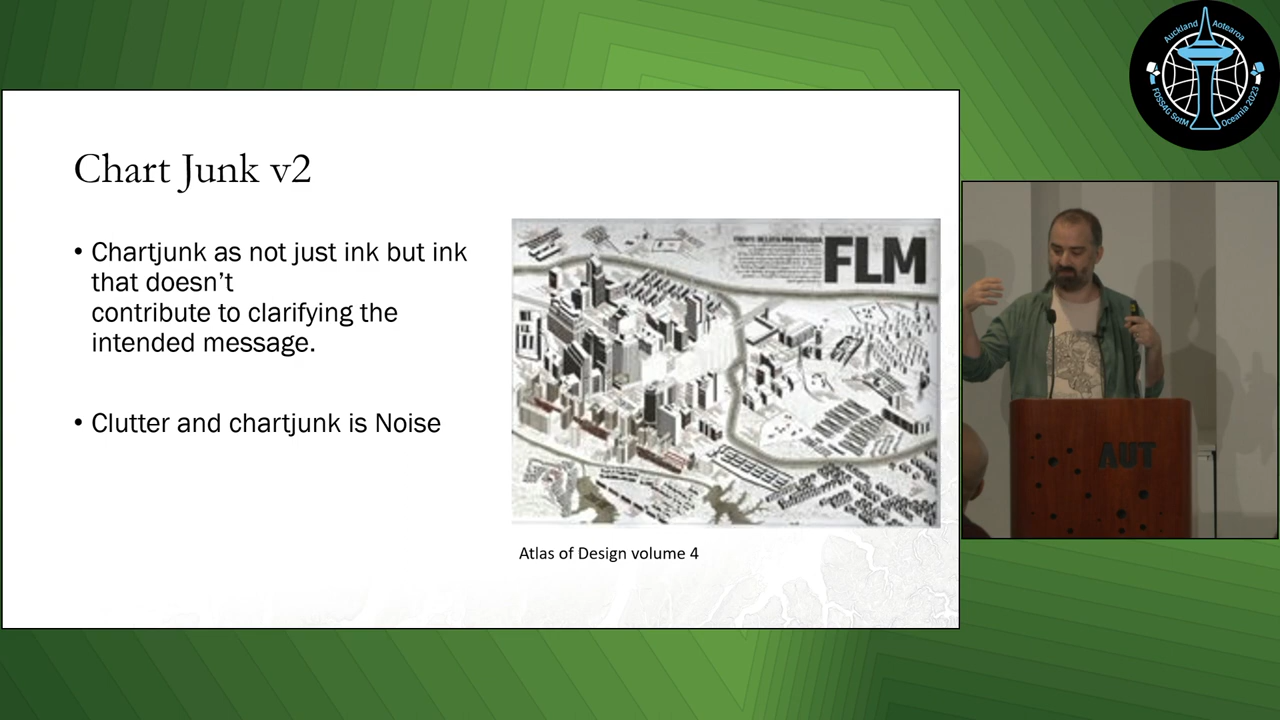 Auckland Aotearoa
FOSS4G SotM Oceania 2023
Chart Junk v2
• Chartjunk as not just ink but ink
that doesn’t
contribute to clarifying the
intended message.
• Clutter and chartjunk is Noise
FLM
Atlas of Design volume 4
AUT